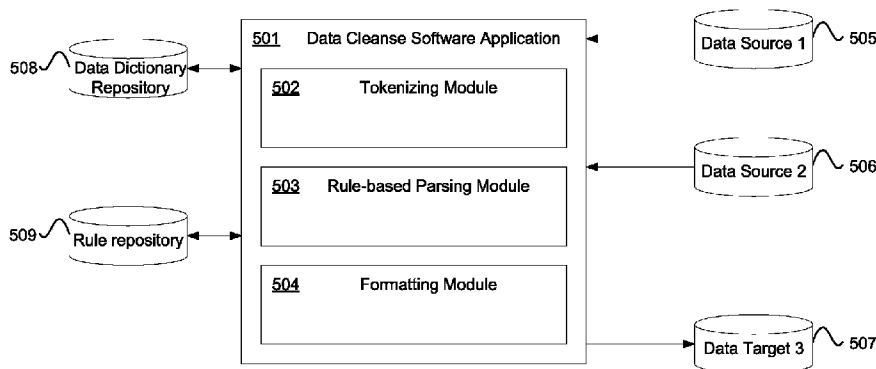 501 Data Cleanse Software Application
508
Data Dictionary
Repository
502 Tokenizing Module
503 Rule-based Parsing Module
509
Rule repository
504 Formatting Module
Data Source 1
505
Data Source 2
506
Data Target 3
507